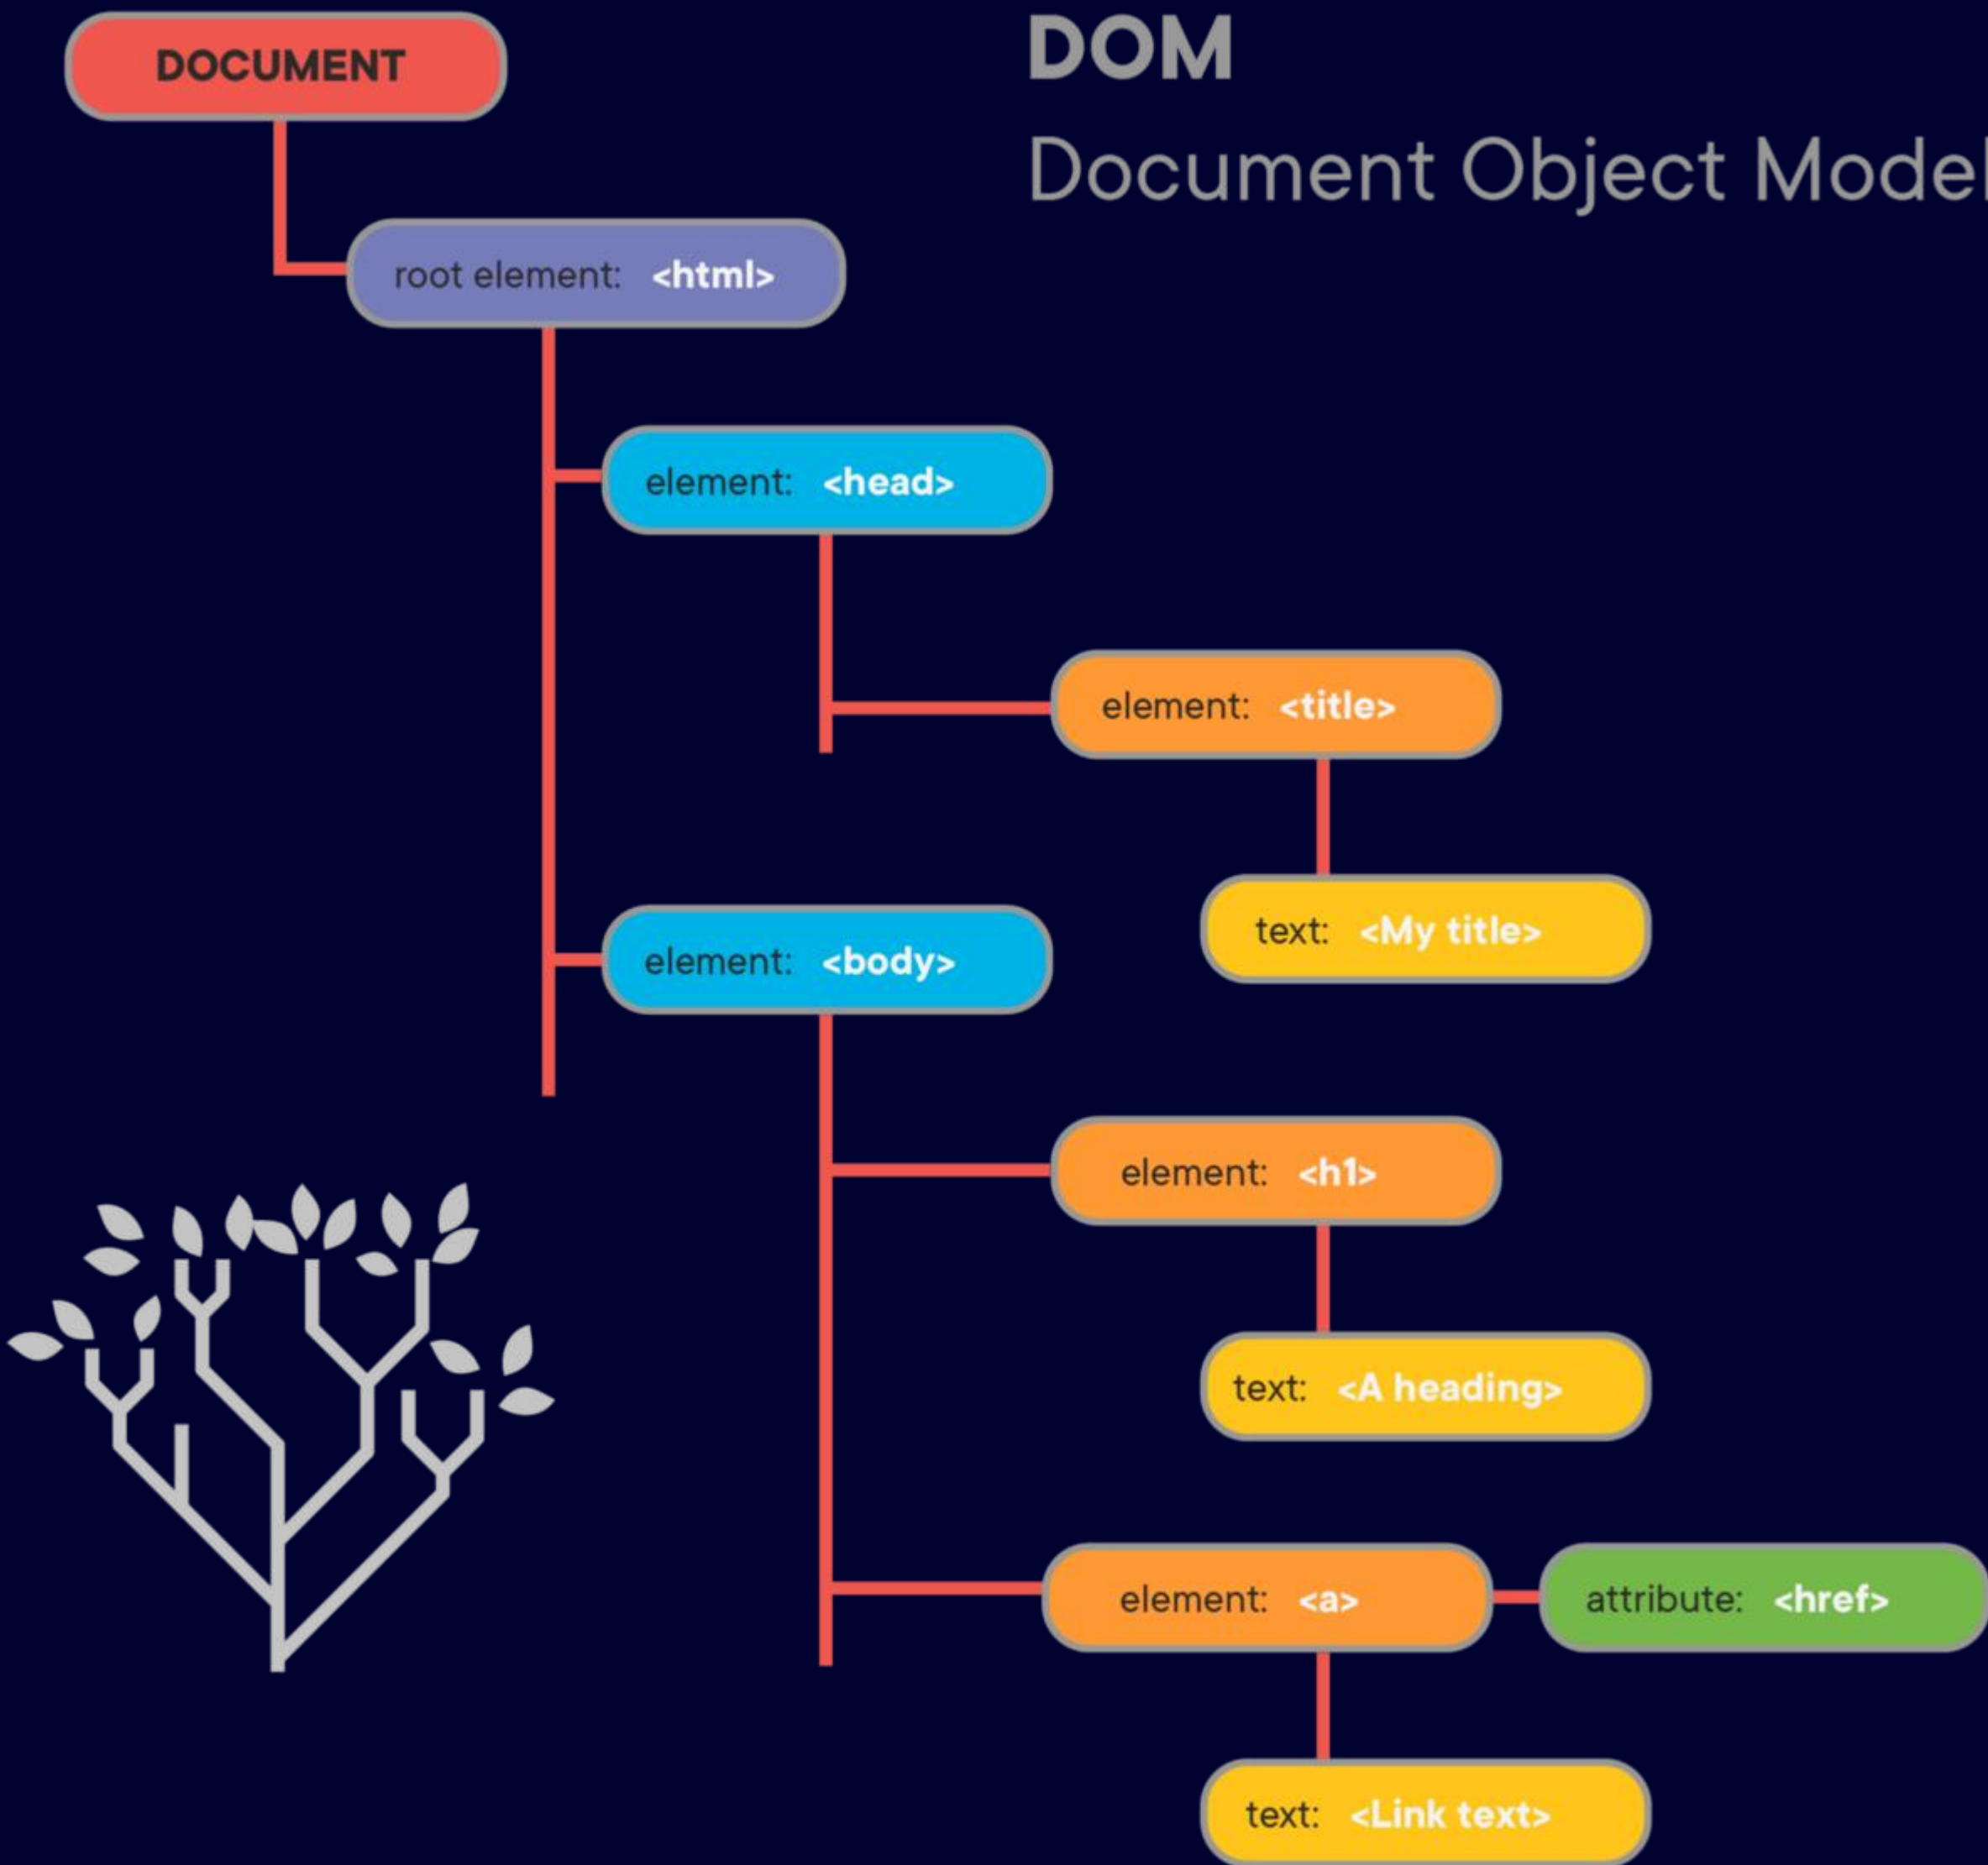 DOCUMENT
DOM
Document Object Model
root element: <html>
element: <head>
element: <title>
text: <My title>
element: <body>
element: <h1>
text: <A heading>
element: <a>
attribute: <href>
text: <Link text>